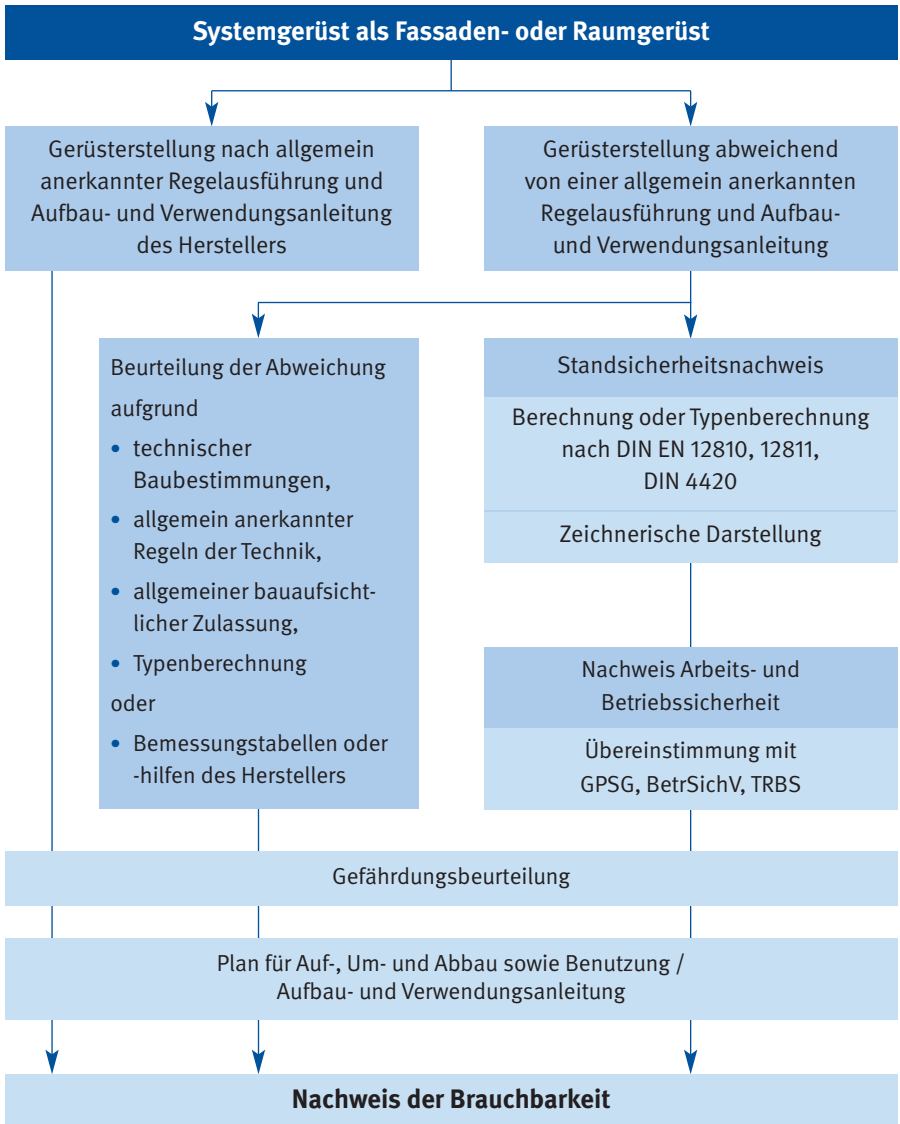 Systemgerüst als Fassaden- oder Raumgerüst
Gerüsterstellung nach allgemein
anerkannter Regelausführung und
Aufbau- und Verwendungsanleitung
des Herstellers
Gerüsterstellung abweichend
von einer allgemein anerkannten
Regelausführung und Aufbau-
und Verwendungsanleitung
Beurteilung der Abweichung
aufgrund
• technischer
Baubestimmungen,
• allgemein anerkannter
Regeln der Technik,
• allgemeiner bauaufsicht-
licher Zulassung,
• Typenberechnung
oder
• Bemessungstabellen oder
-hilfen des Herstellers
Standsicherheitsnachweis
Berechnung oder Typenberechnung
nach DIN EN 12810, 12811,
DIN 4420
Zeichnerische Darstellung
Nachweis Arbeits- und
Betriebssicherheit
Übereinstimmung mit
GPSG, BetrSichV, TRBS
Gefährdungsbeurteilung
Plan für Auf-, Um- und Abbau sowie Benutzung /
Aufbau- und Verwendungsanleitung
Nachweis der Brauchbarkeit